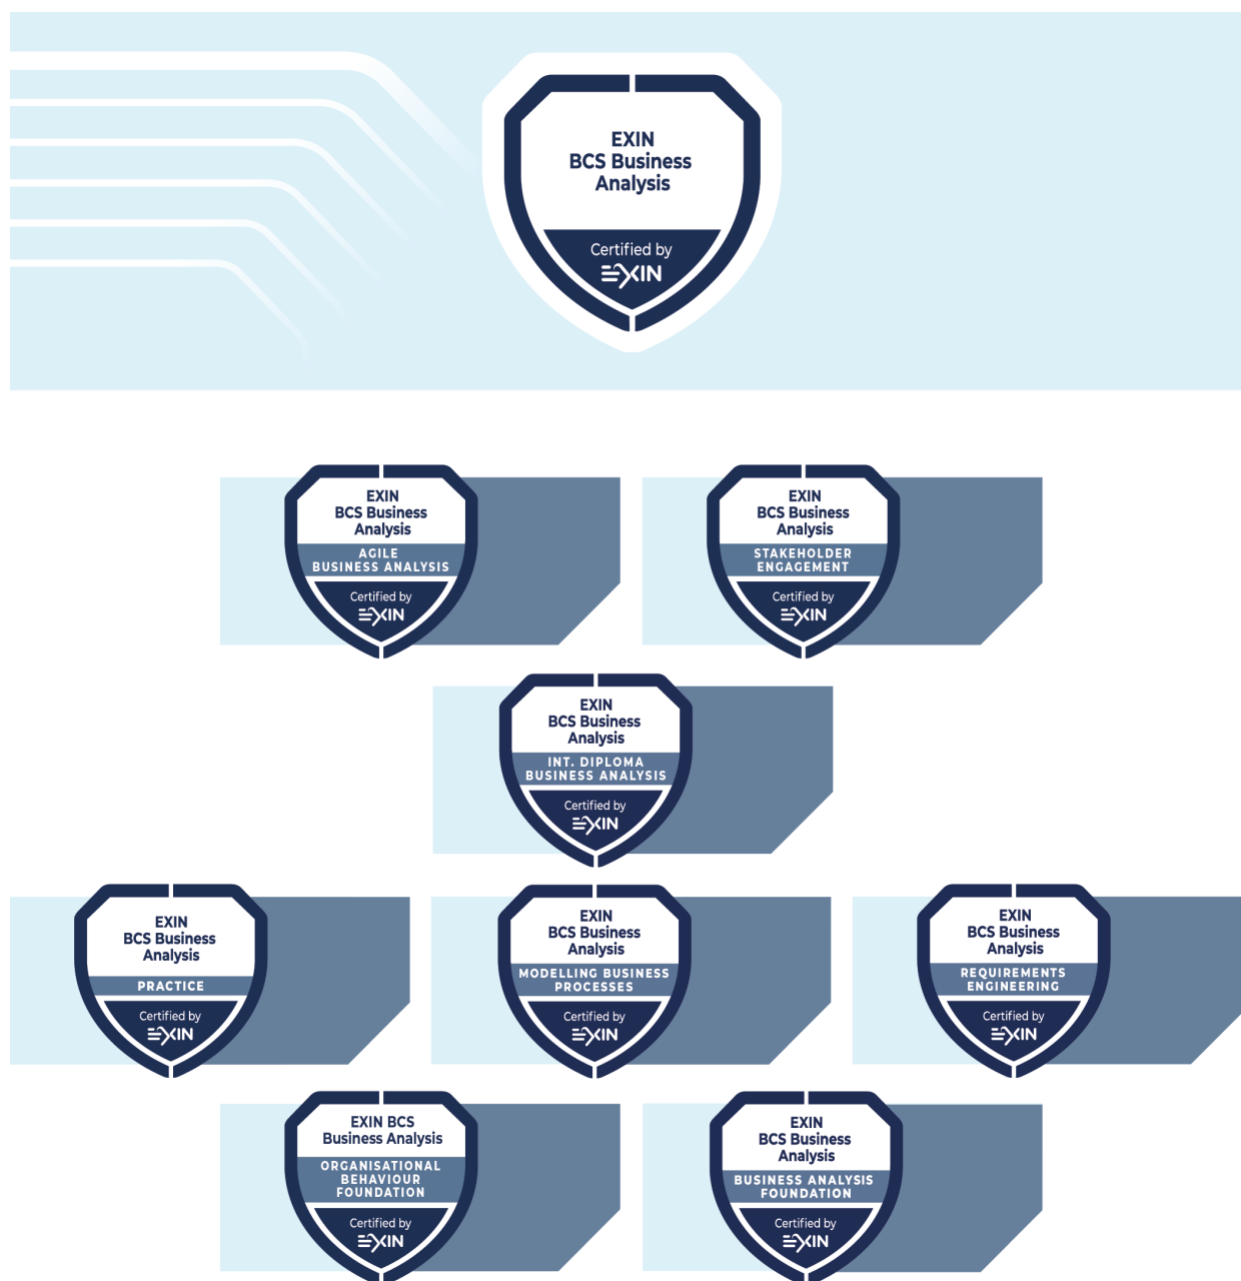 EXIN
BCS Business
Analysis
Certified by
EXIN
EXIN
BCS Business
Analysis
AGILE
BUSINESS ANALYSIS
Certified by
EXIN
EXIN
BCS Business
Analysis
STAKEHOLDER
ENGAGEMENT
Certified by
EXIN
EXIN
BCS Business
Analysis
INT. DIPLOMA
BUSINESS ANALYSIS
Certified by
EXIN
EXIN
BCS Business
Analysis
PRACTICE
Certified by
EXIN
EXIN
BCS Business
Analysis
MODELLING BUSINESS
PROCESSES
Certified by
EXIN
EXIN
BCS Business
Analysis
REQUIREMENTS
ENGINEERING
Certified by
EXIN
EXIN BCS
Business Analysis
ORGANISATIONAL
BEHAVIOUR
FOUNDATION
Certified by
EXIN
EXIN
BCS Business
Analysis
BUSINESS ANALYSIS
FOUNDATION
Certified by
EXIN